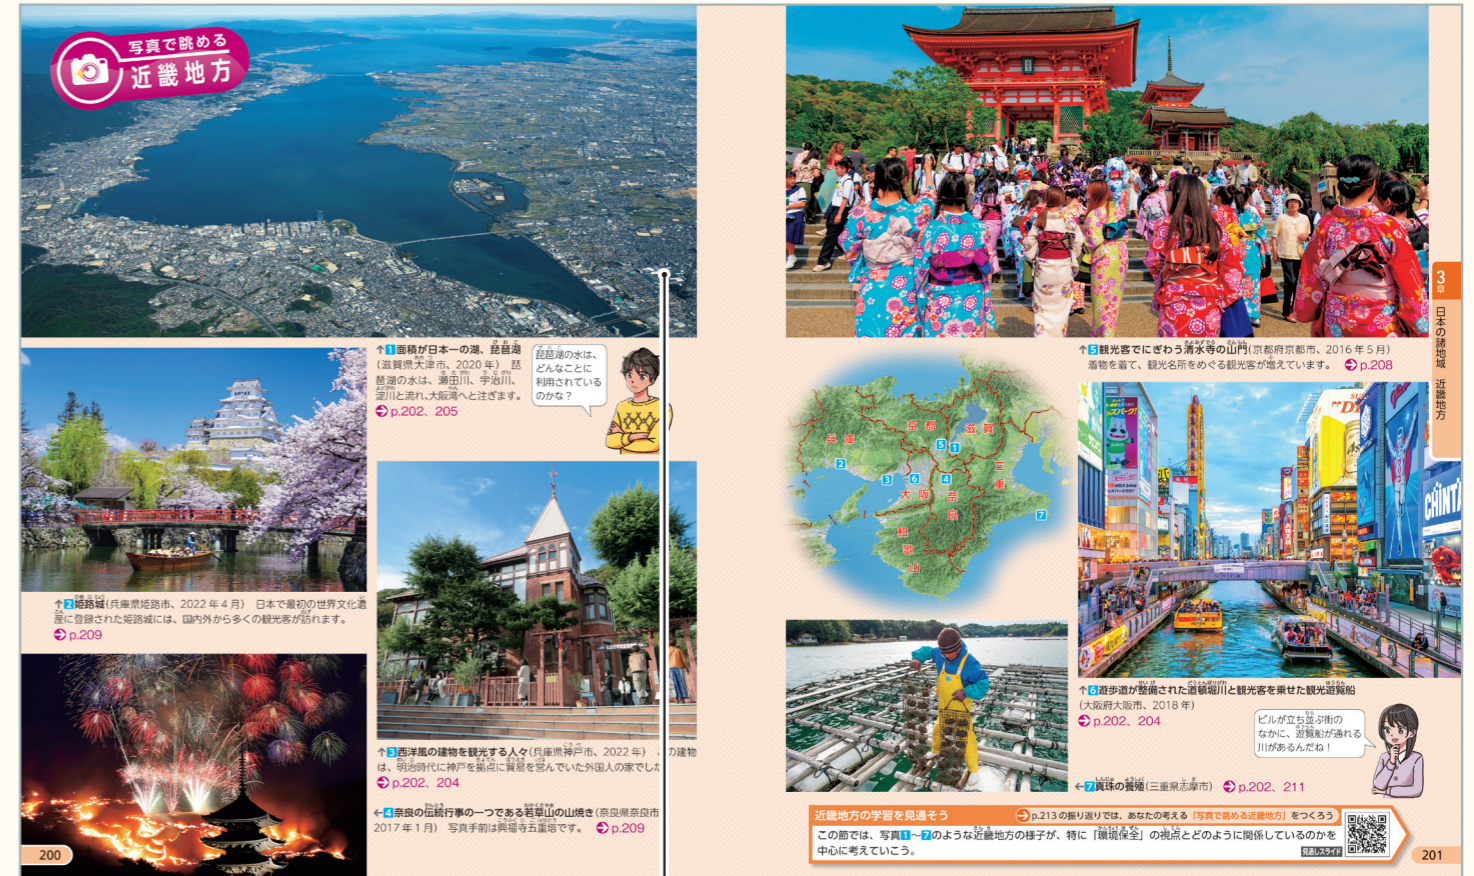 写真で眺める
近畿地方
↑1面積が日本一の湖、琵琶湖
(滋賀県大津市、2020年) 琵
琶湖の水は、瀬田川、宇治川、
淀川と流れ、大阪湾へと注ぎます。
p.202、205
琵琶湖の水は、
どんなことに
利用されている
のかな?
↑2姫路城(兵庫県姫路市、2022年4月) 日本で最初の世界文化遺
産に登録された姫路城には、国内外から多くの観光客が訪れます。
p.209
↑3西洋風の建物を観光する人々(兵庫県神戸市、2022年) の建物
は、明治時代に神戸を拠点に貿易を営んでいた外国人の家でした
p.202、204
←4奈良の伝統行事の一つである若草山の山焼き(奈良県奈良市
2017年1月) 写真手前は興福寺五重塔です。 p.209
200
↑5観光客でにぎわう清水寺の山門(京都府京都市、2016年5月)
着物を着て、観光名所をめぐる観光客が増えています。 p.208
兵庫
京都
滋賀
大阪
奈良
三重
和歌山
1
2
3
4
5
6
7
↑6遊歩道が整備された道頓堀川と観光客を乗せた観光遊覧船
(大阪府大阪市、2018年)
p.202、204
ビルが立ち並ぶ街の
なかに、遊覧船が通れる
川があるんだね!
←7真珠の養殖(三重県志摩市) p.202、211
近畿地方の学習を見通そう
p.213の振り返りでは、あなたの考える「写真で眺める近畿地方」をつくろう
この節では、写真1~7のような近畿地方の様子が、特に「環境保全」の視点とどのように関係しているのかを
中心に考えていこう。
見通しスライド
3章
日本の諸地域 近畿地方
201
CHINT